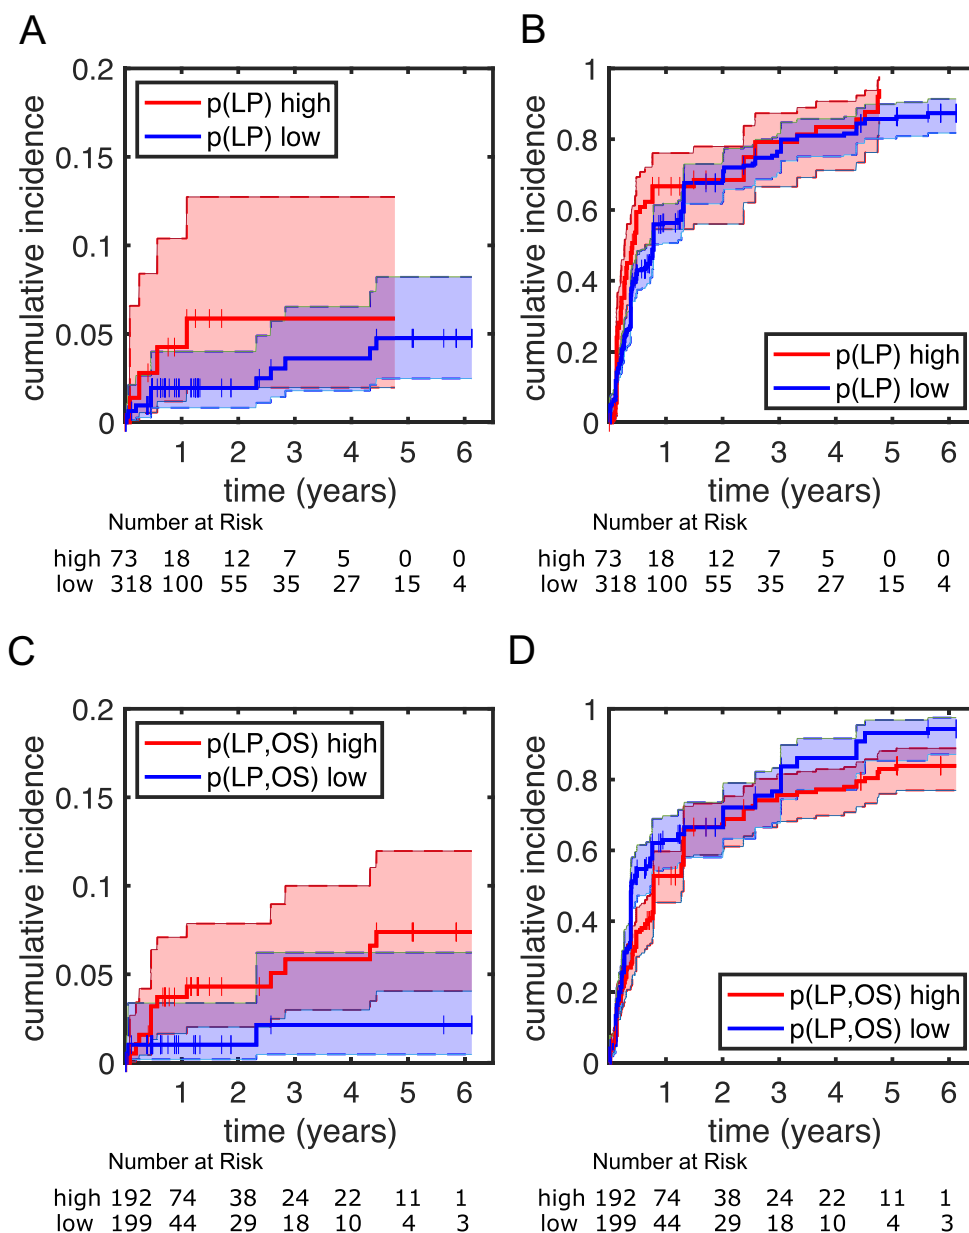 A
B
0.2
0.15
0.1
0.05
0
cumulative incidence
p(LP) high
p(LP) low
1 2 3 4 5 6
time (years)
Number at Risk
high 73 18 12 7 5 0 0
low 318 100 55 35 27 15 4
1
0.8
0.6
0.4
0.2
0
cumulative incidence
p(LP) high
p(LP) low
1 2 3 4 5 6
time (years)
Number at Risk
high 73 18 12 7 5 0 0
low 318 100 55 35 27 15 4
C
D
0.2
0.15
0.1
0.05
0
cumulative incidence
p(LP,OS) high
p(LP,OS) low
1 2 3 4 5 6
time (years)
Number at Risk
high 192 74 38 24 22 11 1
low 199 44 29 18 10 4 3
1
0.8
0.6
0.4
0.2
0
cumulative incidence
p(LP,OS) high
p(LP,OS) low
1 2 3 4 5 6
time (years)
Number at Risk
high 192 74 38 24 22 11 1
low 199 44 29 18 10 4 3